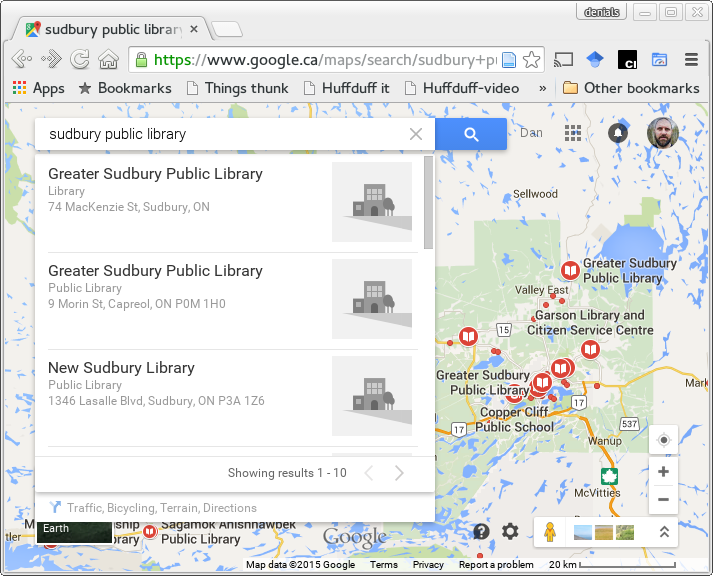 denials
sudbury public library
https://www.google.ca/maps/search/sudbury+p
Apps
Bookmarks
Things thunk
Huffduff it
Huffduff-video
»
Other bookmarks
sudbury public library
Dan
Greater Sudbury Public Library
Library
74 MacKenzie St, Sudbury, ON
Greater Sudbury Public Library
Public Library
9 Morin St, Capreol, ON P0M 1H0
New Sudbury Library
Public Library
1346 Lasalle Blvd, Sudbury, ON P3A 1Z6
Showing results 1 - 10
Traffic, Bicycling, Terrain, Directions
Sellwood
Greater Sudbury
Public Library
Valley East
Garson Library and
Citizen Service Centre
15
Greater Sudbury
Public Library
Mark
Copper Cliff
Public School
17
17
537
Wanup
McVitties
Earth
Sagamok Anishnawbek
Public Library
Google
Map data ©2015 Google
Terms
Privacy
Report a problem
20 km